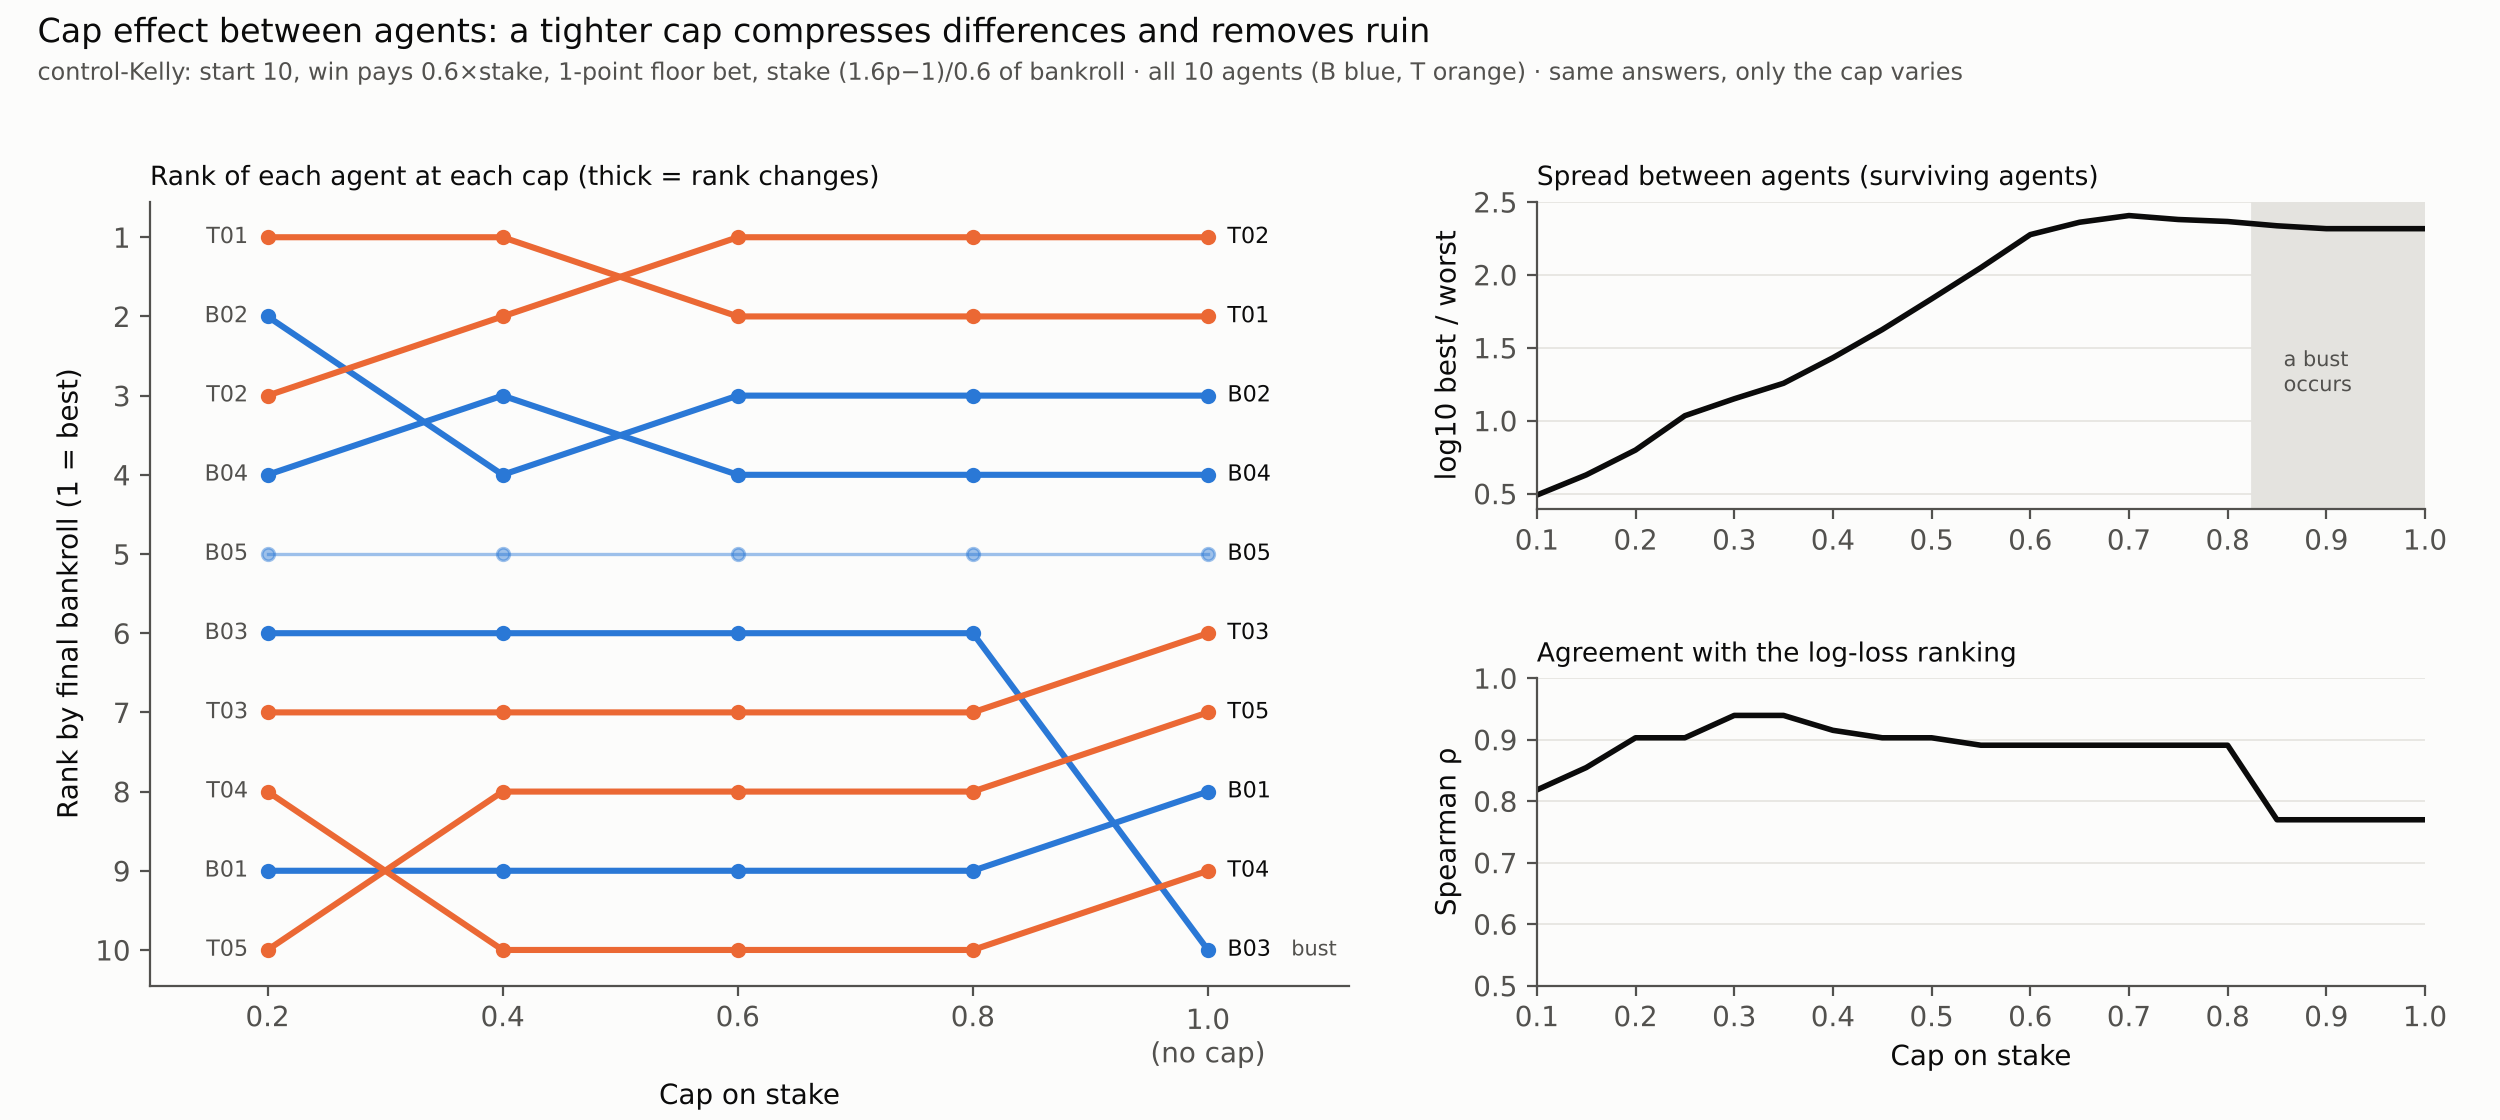 Cap effect between agents: a tighter cap compresses differences and removes ruin
control-Kelly: start 10, win pays 0.6×stake, 1-point floor bet, stake (1.6p−1)/0.6 of bankroll · all 10 agents (B blue, T orange) · same answers, only the cap varies
Rank of each agent at each cap (thick = rank changes)
Rank by final bankroll (1 = best)
1
2
3
4
5
6
7
8
9
10
T01
B02
T02
B04
B05
B03
T03
T04
B01
T05
T02
T01
B02
B04
B05
T03
T05
B01
T04
B03 bust
0.2 0.4 0.6 0.8 1.0
(no cap)
Cap on stake
Spread between agents (surviving agents)
log10 best / worst
2.5
2.0
1.5
1.0
0.5
a bust
occurs
0.1 0.2 0.3 0.4 0.5 0.6 0.7 0.8 0.9 1.0
Agreement with the log-loss ranking
Spearman ρ
1.0
0.9
0.8
0.7
0.6
0.5
0.1 0.2 0.3 0.4 0.5 0.6 0.7 0.8 0.9 1.0
Cap on stake